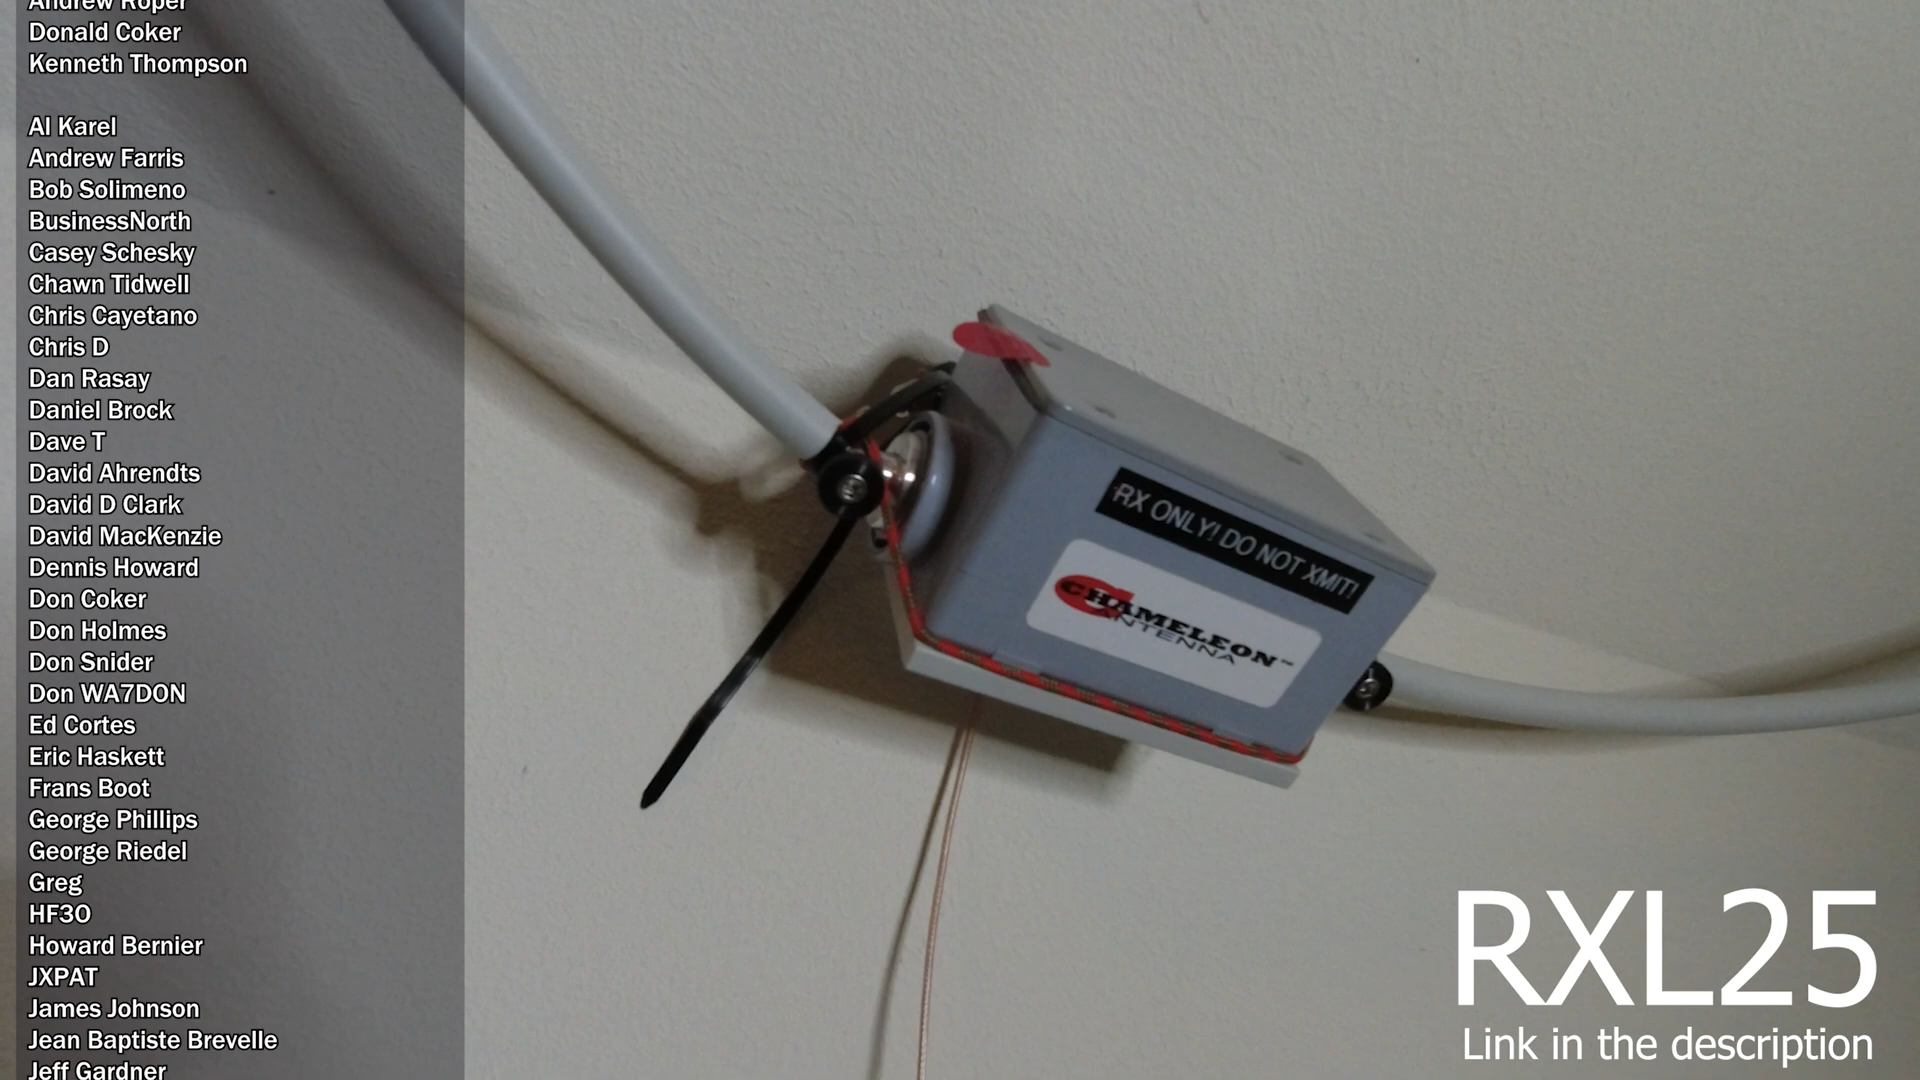 Andrew Roper
Donald Coker
Kenneth Thompson
Al Karel
Andrew Farris
Bob Solimeno
BusinessNorth
Casey Schesky
Chawn Tidwell
Chris Cayetano
Chris D
Dan Rasay
Daniel Brock
Dave T
David Ahrendts
David D Clark
David MacKenzie
Dennis Howard
Don Coker
Don Holmes
Don Snider
Don WA7DON
Ed Cortes
Eric Haskett
Frans Boot
George Phillips
George Riedel
Greg
HF3O
Howard Bernier
JXPAT
James Johnson
Jean Baptiste Brevelle
Jeff Gardner
RX ONLY! DO NOT XMIT!
CHAMELEON™
ANTENNA
RXL25
Link in the description